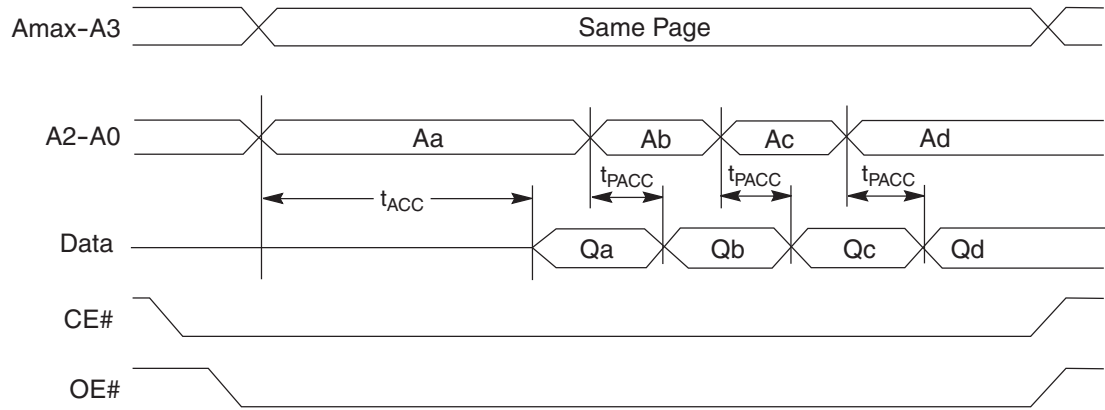 Amax-A3
Same Page
A2-A0
Aa
Ab
Ac
Ad
tACC
tPACC
tPACC
tPACC
Data
Qa
Qb
Qc
Qd
CE#
OE#